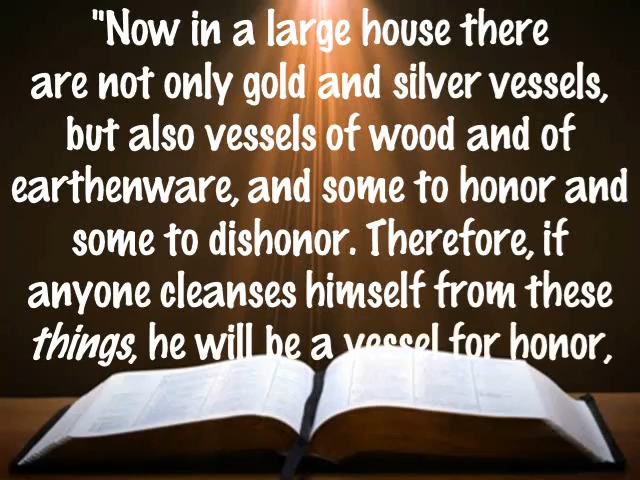 "Now in a large house there
are not only gold and silver vessels,
but also vessels of wood and of
earthenware, and some to honor and
some to dishonor. Therefore, if
anyone cleanses himself from these
things, he will be a vessel for honor,